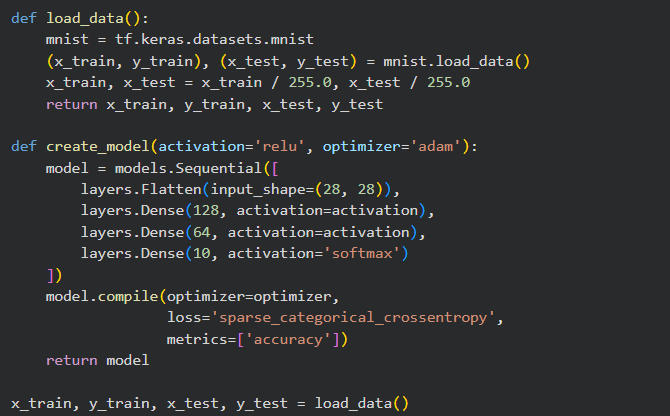 def load_data():
    mnist = tf.keras.datasets.mnist
    (x_train, y_train), (x_test, y_test) = mnist.load_data()
    x_train, x_test = x_train / 255.0, x_test / 255.0
    return x_train, y_train, x_test, y_test

def create_model(activation='relu', optimizer='adam'):
    model = models.Sequential([
        layers.Flatten(input_shape=(28, 28)),
        layers.Dense(128, activation=activation),
        layers.Dense(64, activation=activation),
        layers.Dense(10, activation='softmax')
    ])
    model.compile(optimizer=optimizer,
                  loss='sparse_categorical_crossentropy',
                  metrics=['accuracy'])
    return model

x_train, y_train, x_test, y_test = load_data()